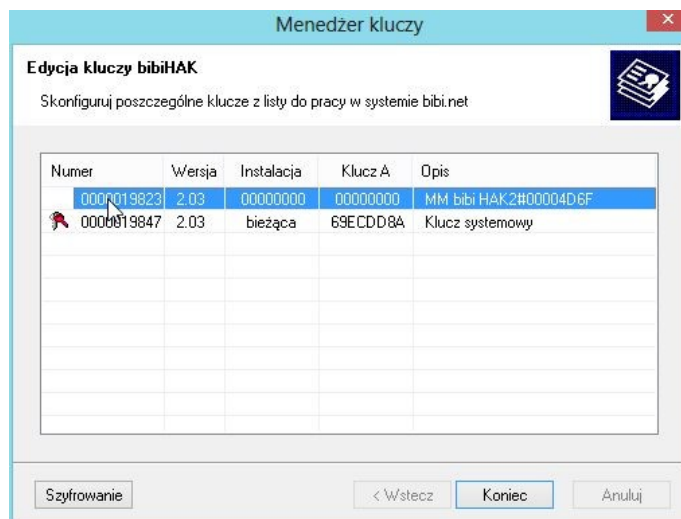 Menedżer kluczy
Edycja kluczy bibiHAK
Skonfiguruj poszczególne klucze z listy do pracy w systemie bibi.net
Numer Wersja Instalacja Klucz A Opis
0000019823 2.03 00000000 00000000 MM bibi HAK2#00004D6F
0000019847 2.03 bieżąca 69ECDD8A Klucz systemowy
Szyfrowanie < Wstecz Koniec Anuluj